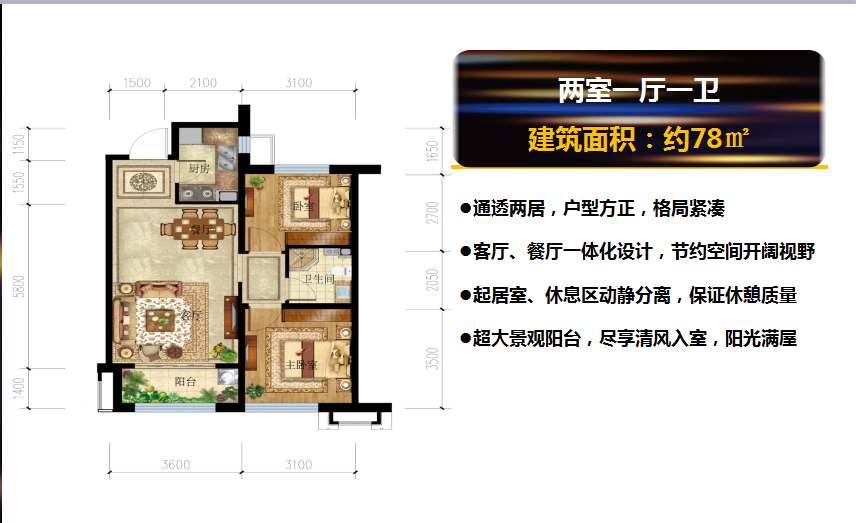 两室一厅一卫
建筑面积：约78㎡
●通透两居，户型方正，格局紧凑
●客厅、餐厅一体化设计，节约空间开阔视野
●起居室、休息区动静分离，保证休憩质量
●超大景观阳台，尽享清风入室，阳光满屋
1500 2100 3100
1150
1550
5800
1400
1650
2700
2050
3500
厨房
卧室
餐厅
卫生间
客厅
主卧室
阳台
3600 3100